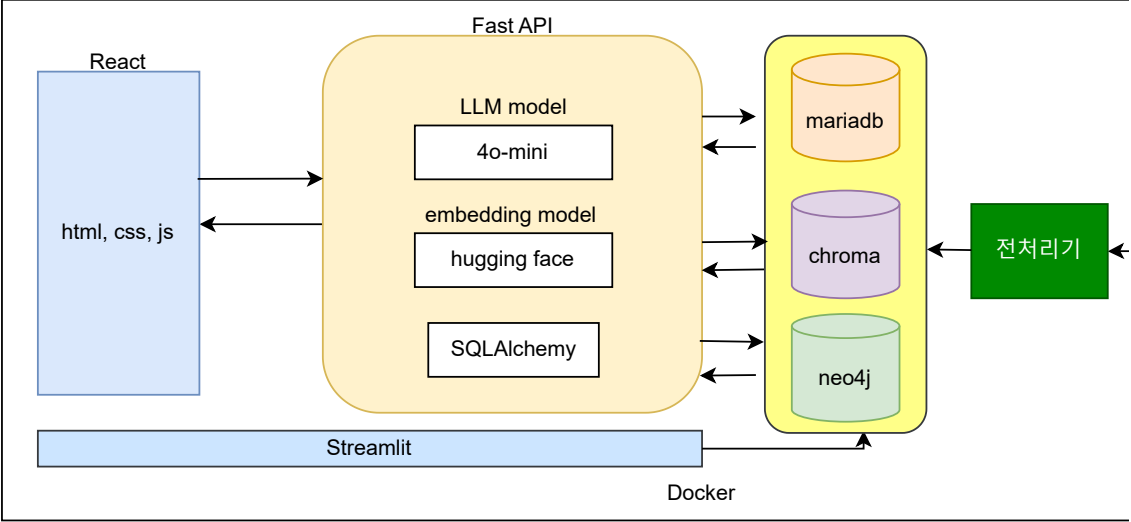 Fast API
React
html, css, js
LLM model
4o-mini
embedding model
hugging face
SQLAlchemy
mariadb
chroma
neo4j
전처리기
Streamlit
Docker